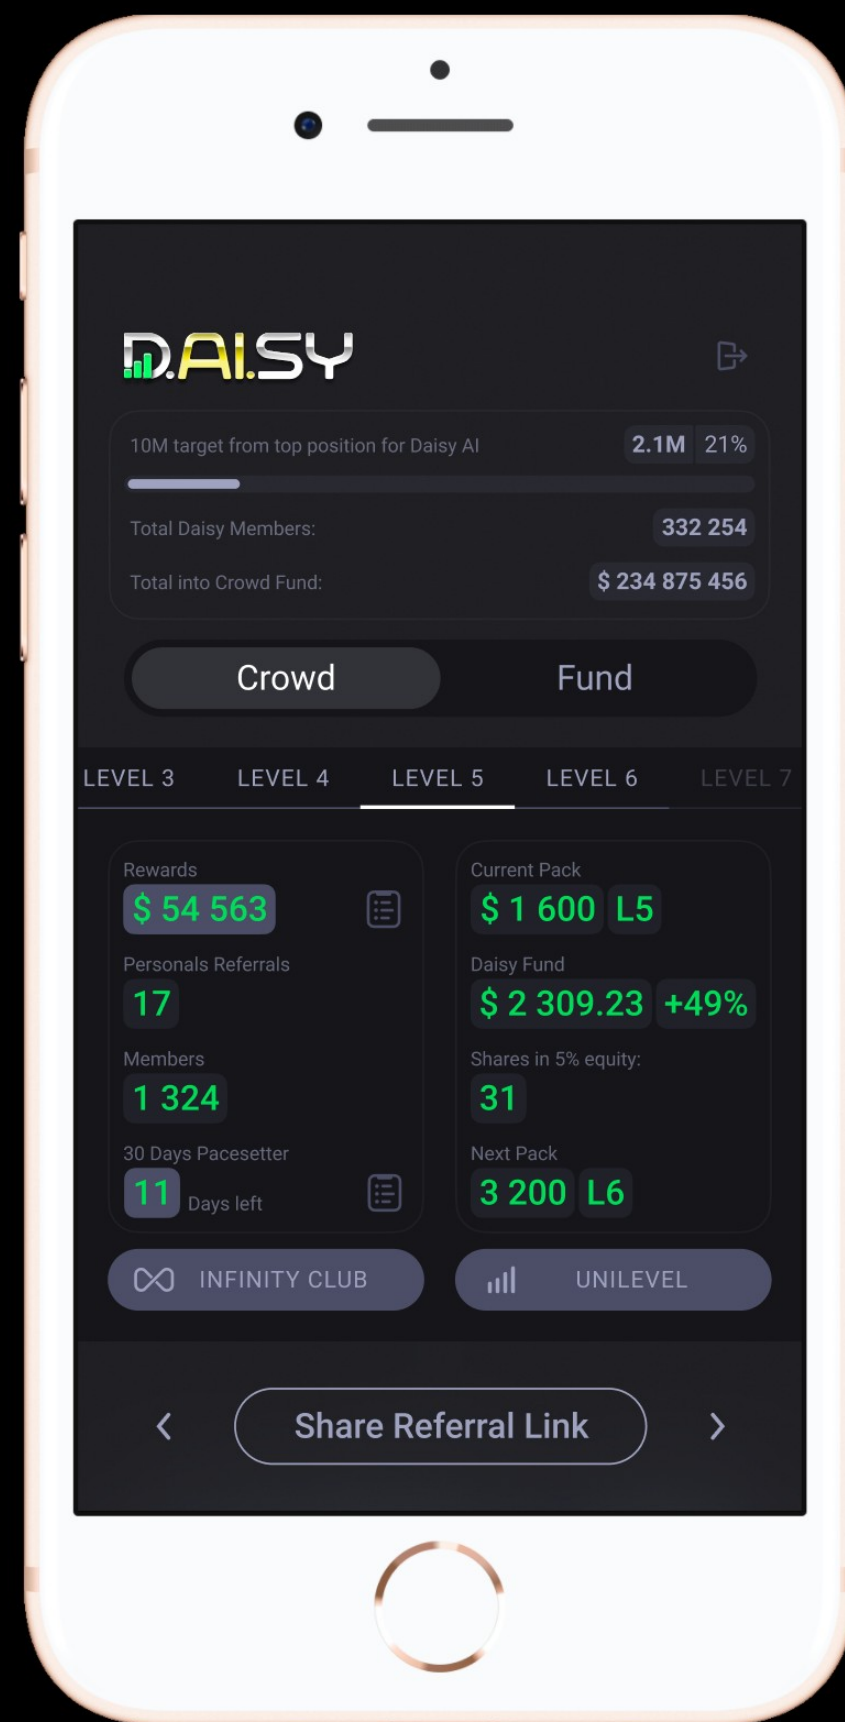 D.AI.SY
10M target from top position for Daisy AI 2.1M 21%
Total Daisy Members: 332 254
Total into Crowd Fund: $ 234 875 456
Crowd Fund
LEVEL 3 LEVEL 4 LEVEL 5 LEVEL 6 LEVEL 7
Rewards
$ 54 563
Personals Referrals
17
Members
1 324
30 Days Pacesetter
11 Days left
Current Pack
$ 1 600 L5
Daisy Fund
$ 2 309.23 +49%
Shares in 5% equity:
31
Next Pack
3 200 L6
INFINITY CLUB
UNILEVEL
Share Referral Link